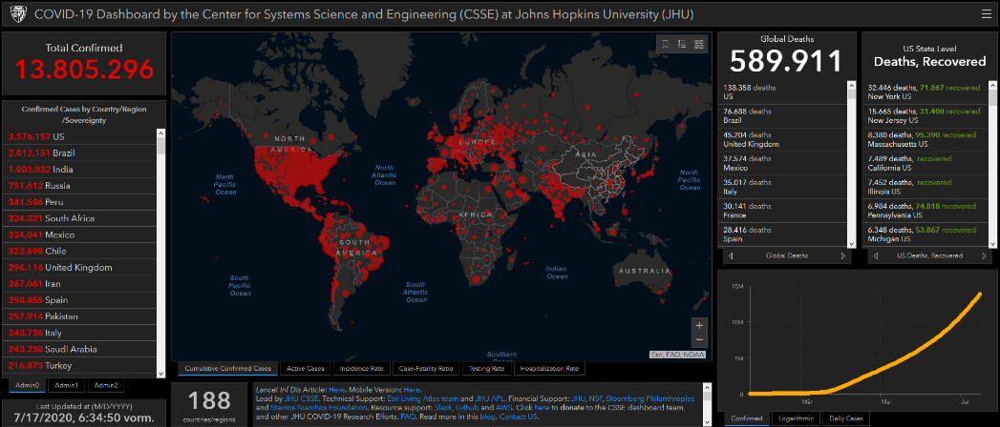 COVID-19 Dashboard by the Center for Systems Science and Engineering (CSSE) at Johns Hopkins University (JHU)
Total Confirmed
13.805.296
Confirmed Cases by Country/Region
/Sovereignty
3.576.157 US
2.012.151 Brazil
1.003.832 India
751.612 Russia
341.586 Peru
324.221 South Africa
324.041 Mexico
323.698 Chile
294.116 United Kingdom
267.061 Iran
258.855 Spain
257.914 Pakistan
243.736 Italy
243.238 Saudi Arabia
216.873 Turkey
Admin0
Admin1
Admin2
Last Updated at (M/D/YYYY)
7/17/2020, 6:34:50 vorm.
NORTH
AMERICA
EUROPE
ASIA
AFRICA
SOUTH
AMERICA
AUSTRALIA
North
Pacific
Ocean
North
Atlantic
Ocean
North
Pacific
Ocean
South
Pacific
Ocean
South
Atlantic
Ocean
Indian
Ocean
Southern
+
−
Esri, FAO, NOAA
Cumulative Confirmed Cases
Active Cases
Incidence Rate
Case-Fatality Ratio
Testing Rate
Hospitalization Rate
188
countries/regions
Lancet Inf Dis Article: Here. Mobile Version: Here.
Lead by JHU CSSE. Technical Support: Esri Living Atlas team and JHU APL. Financial Support: JHU, NSF, Bloomberg Philanthropies
and Stavros Niarchos Foundation. Resource support: Slack, Github and AWS. Click here to donate to the CSSE dashboard team,
and other JHU COVID-19 Research Efforts. FAQ. Read more in this blog. Contact US.
Global Deaths
589.911
138.358 deaths
US
76.688 deaths
Brazil
45.204 deaths
United Kingdom
37.574 deaths
Mexico
35.017 deaths
Italy
30.141 deaths
France
28.416 deaths
Spain
Global Deaths
US State Level
Deaths, Recovered
32.446 deaths, 71.867 recovered
New York US
15.665 deaths, 31.400 recovered
New Jersey US
8.380 deaths, 95.390 recovered
Massachusetts US
7.489 deaths, recovered
California US
7.452 deaths, recovered
Illinois US
6.984 deaths, 74.818 recovered
Pennsylvania US
6.348 deaths, 53.867 recovered
Michigan US
US Deaths, Recovered
15M
10M
5M
0
Mär
Mai
Jul
Confirmed
Logarithmic
Daily Cases